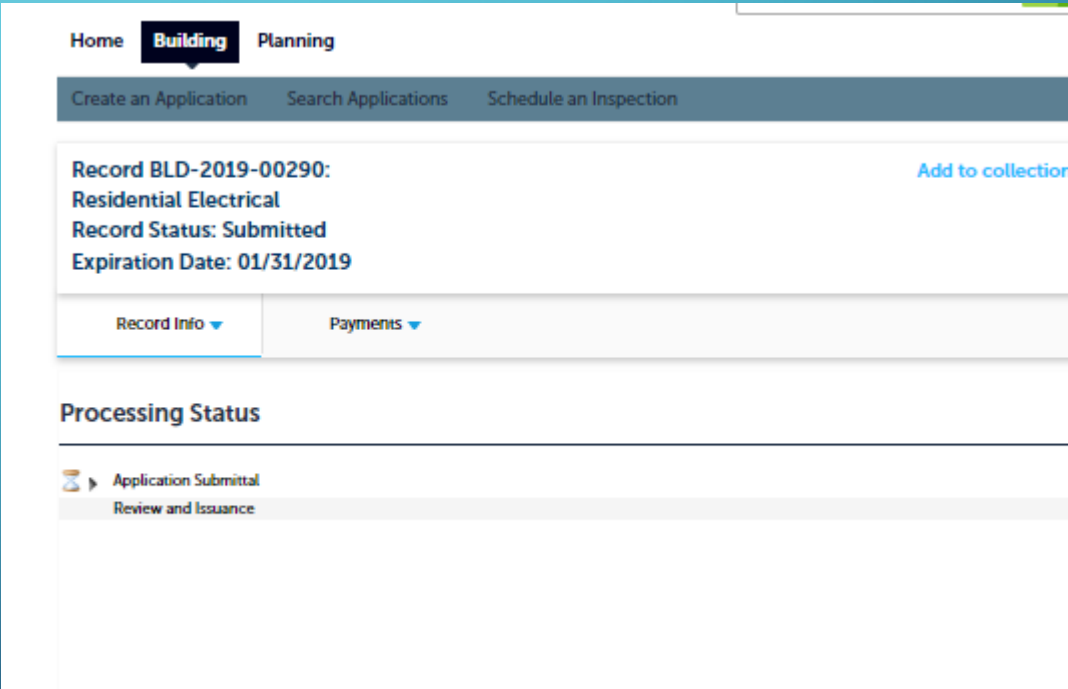 Home Building Planning
Create an Application Search Applications Schedule an Inspection
Record BLD-2019-00290:
Add to collection
Residential Electrical
Record Status: Submitted
Expiration Date: 01/31/2019
Record Info Payments
Processing Status
Application Submittal
Review and Issuance